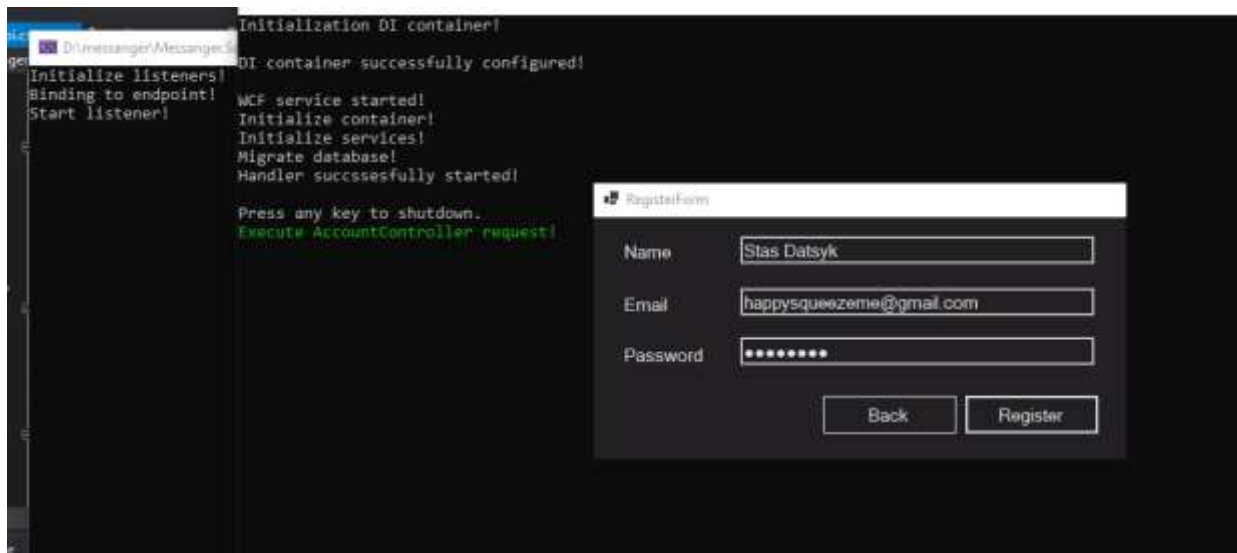 D:\messanger\Messanger.S
Initialize listeners!
Binding to endpoint!
Start listener!
Initialization DI container!
DI container successfully configured!
WCF service started!
Initialize container!
Initialize services!
Migrate database!
Handler succssesfully started!
Press any key to shutdown.
Execute AccountController request!
RegisterForm
Name
Stas Datsyk
Email
happysqueezeme@gmail.com
Password
Back
Register